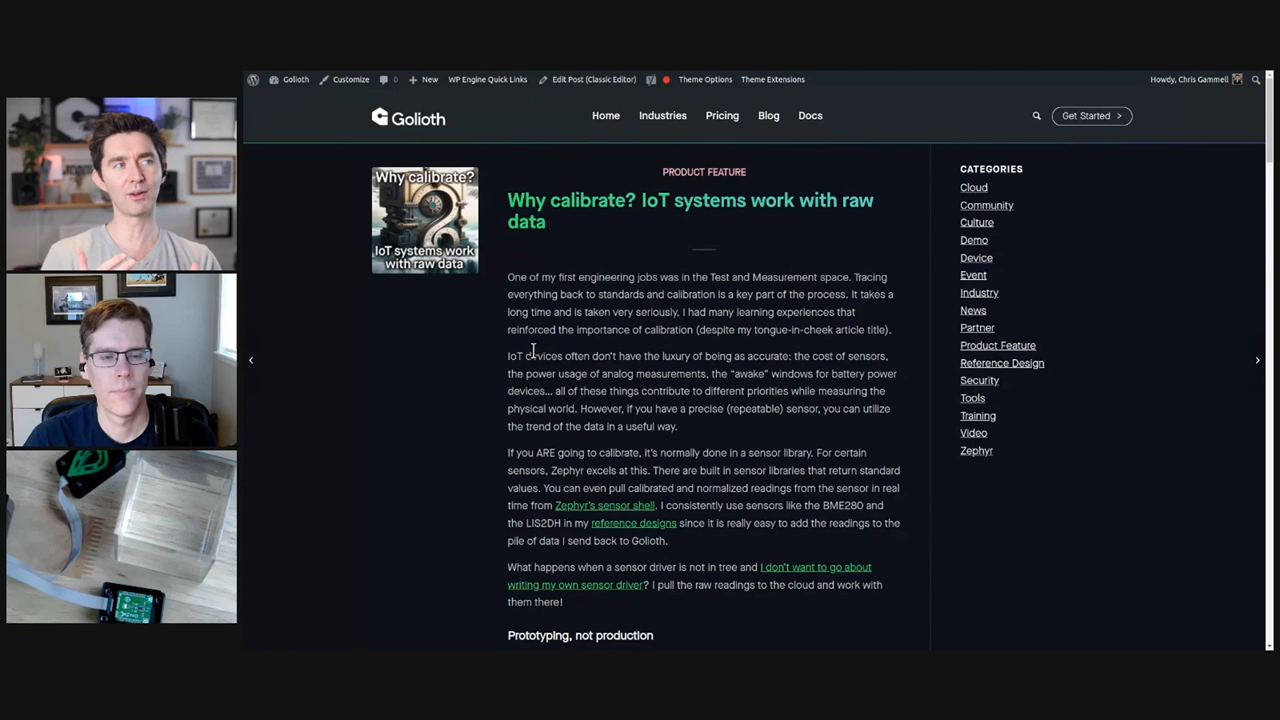 Golioth
Customize
0
New
WP Engine Quick Links
Edit Post (Classic Editor)
Theme Options
Theme Extensions
Howdy, Chris Gammell
Golioth
Home
Industries
Pricing
Blog
Docs
Get Started >
Why calibrate?
IoT systems work
with raw data
PRODUCT FEATURE
Why calibrate? IoT systems work with raw
data
One of my first engineering jobs was in the Test and Measurement space. Tracing
everything back to standards and calibration is a key part of the process. It takes a
long time and is taken very seriously. I had many learning experiences that
reinforced the importance of calibration (despite my tongue-in-cheek article title).
IoT devices often don't have the luxury of being as accurate: the cost of sensors,
the power usage of analog measurements, the “awake” windows for battery power
devices... all of these things contribute to different priorities while measuring the
physical world. However, if you have a precise (repeatable) sensor, you can utilize
the trend of the data in a useful way.
If you ARE going to calibrate, it's normally done in a sensor library. For certain
sensors, Zephyr excels at this. There are built in sensor libraries that return standard
values. You can even pull calibrated and normalized readings from the sensor in real
time from Zephyr's sensor shell. I consistently use sensors like the BME280 and
the LIS2DH in my reference designs since it is really easy to add the readings to the
pile of data I send back to Golioth.
What happens when a sensor driver is not in tree and I don't want to go about
writing my own sensor driver? I pull the raw readings to the cloud and work with
them there!
Prototyping, not production
CATEGORIES
Cloud
Community
Culture
Demo
Device
Event
Industry
News
Partner
Product Feature
Reference Design
Security
Tools
Training
Video
Zephyr